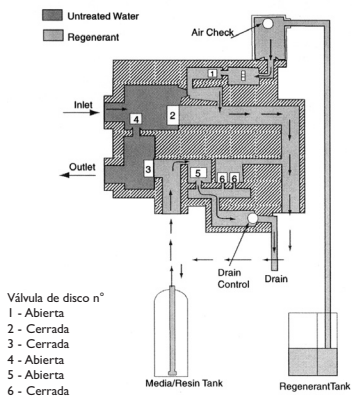 Untreated Water
Regenerant
Air Check
1
8
Inlet
2
4
Outlet
3
5
6 6
Drain
Control
Drain
Válvula de disco n°
1 - Abierta
2 - Cerrada
3 - Cerrada
4 - Abierta
5 - Abierta
6 - Cerrada
Media/Resin Tank
RegenerantTank